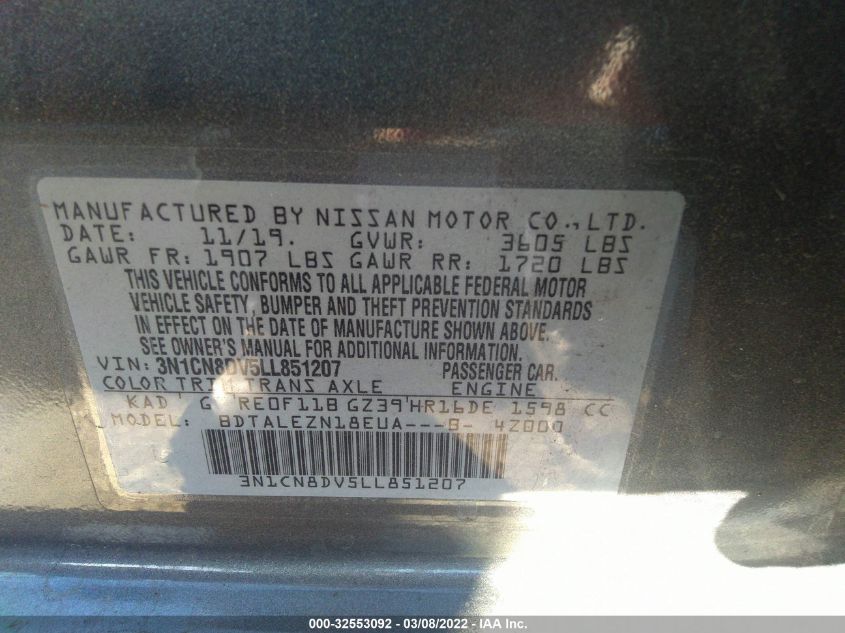 MANUFACTURED BY NISSAN MOTOR CO., LTD.
DATE: 11/19. GVWR: 3605 LBS
GAWR FR: 1907 LBS GAWR RR: 1720 LBS
THIS VEHICLE CONFORMS TO ALL APPLICABLE FEDERAL MOTOR
VEHICLE SAFETY, BUMPER AND THEFT PREVENTION STANDARDS
IN EFFECT ON THE DATE OF MANUFACTURE SHOWN ABOVE.
SEE OWNER'S MANUAL FOR ADDITIONAL INFORMATION.
VIN: 3N1CN8DV5LL851207 PASSENGER CAR.
COLOR TRIM TRANS AXLE ENGINE
KAD G RE0F11B GZ39 HR16DE 1598 CC
MODEL: BDTALEZN18EUA---B- 4Z000
3N1CN8DV5LL851207
000-32553092 - 03/08/2022 - IAA Inc.